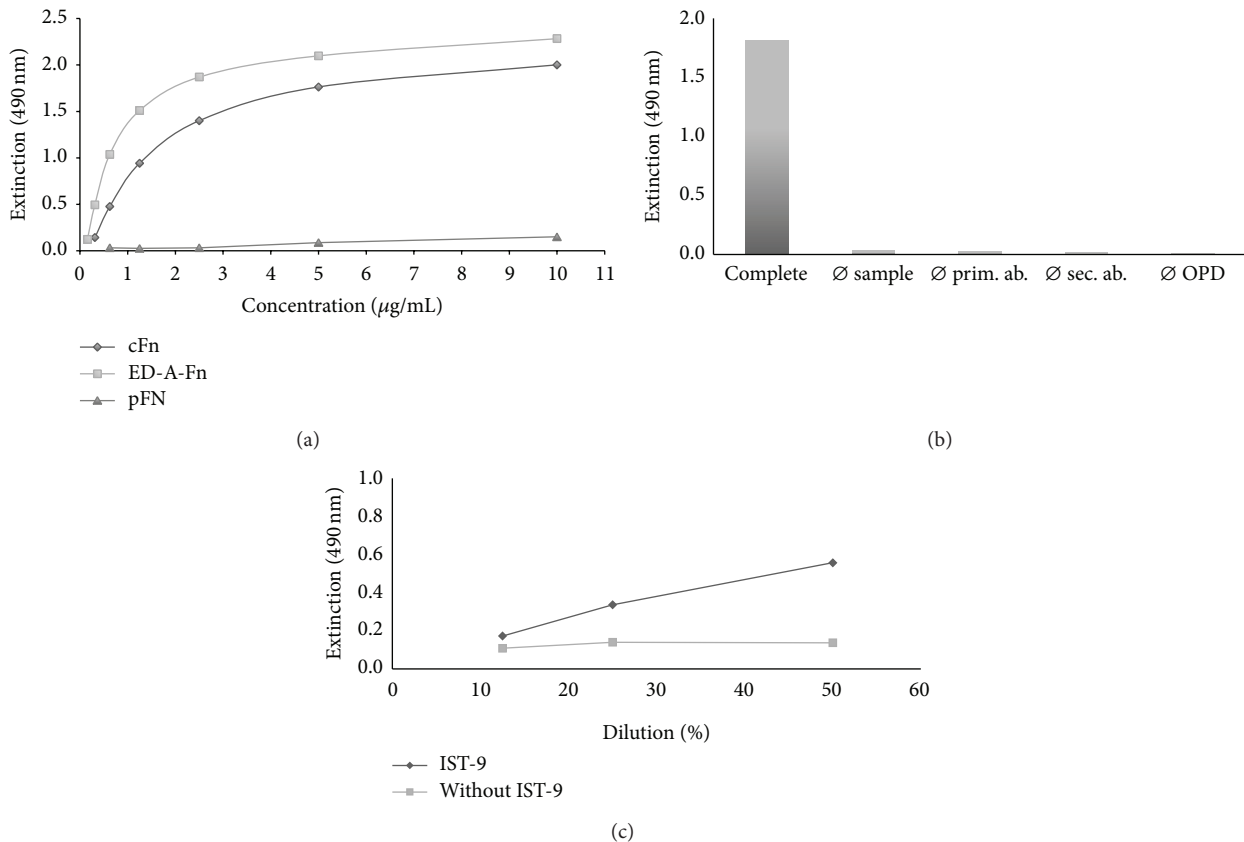 2.5
2.0
1.5
1.0
0.5
0.0
Extinction (490 nm)
0 1 2 3 4 5 6 7 8 9 10 11
Concentration (μg/mL)
cFn
ED-A-Fn
pFN
(a)
2.0
1.5
1.0
0.5
0.0
Extinction (490 nm)
Complete ∅ sample ∅ prim. ab. ∅ sec. ab. ∅ OPD
(b)
1.0
0.8
0.6
0.4
0.2
0.0
Extinction (490 nm)
0 10 20 30 40 50 60
Dilution (%)
IST-9
Without IST-9
(c)